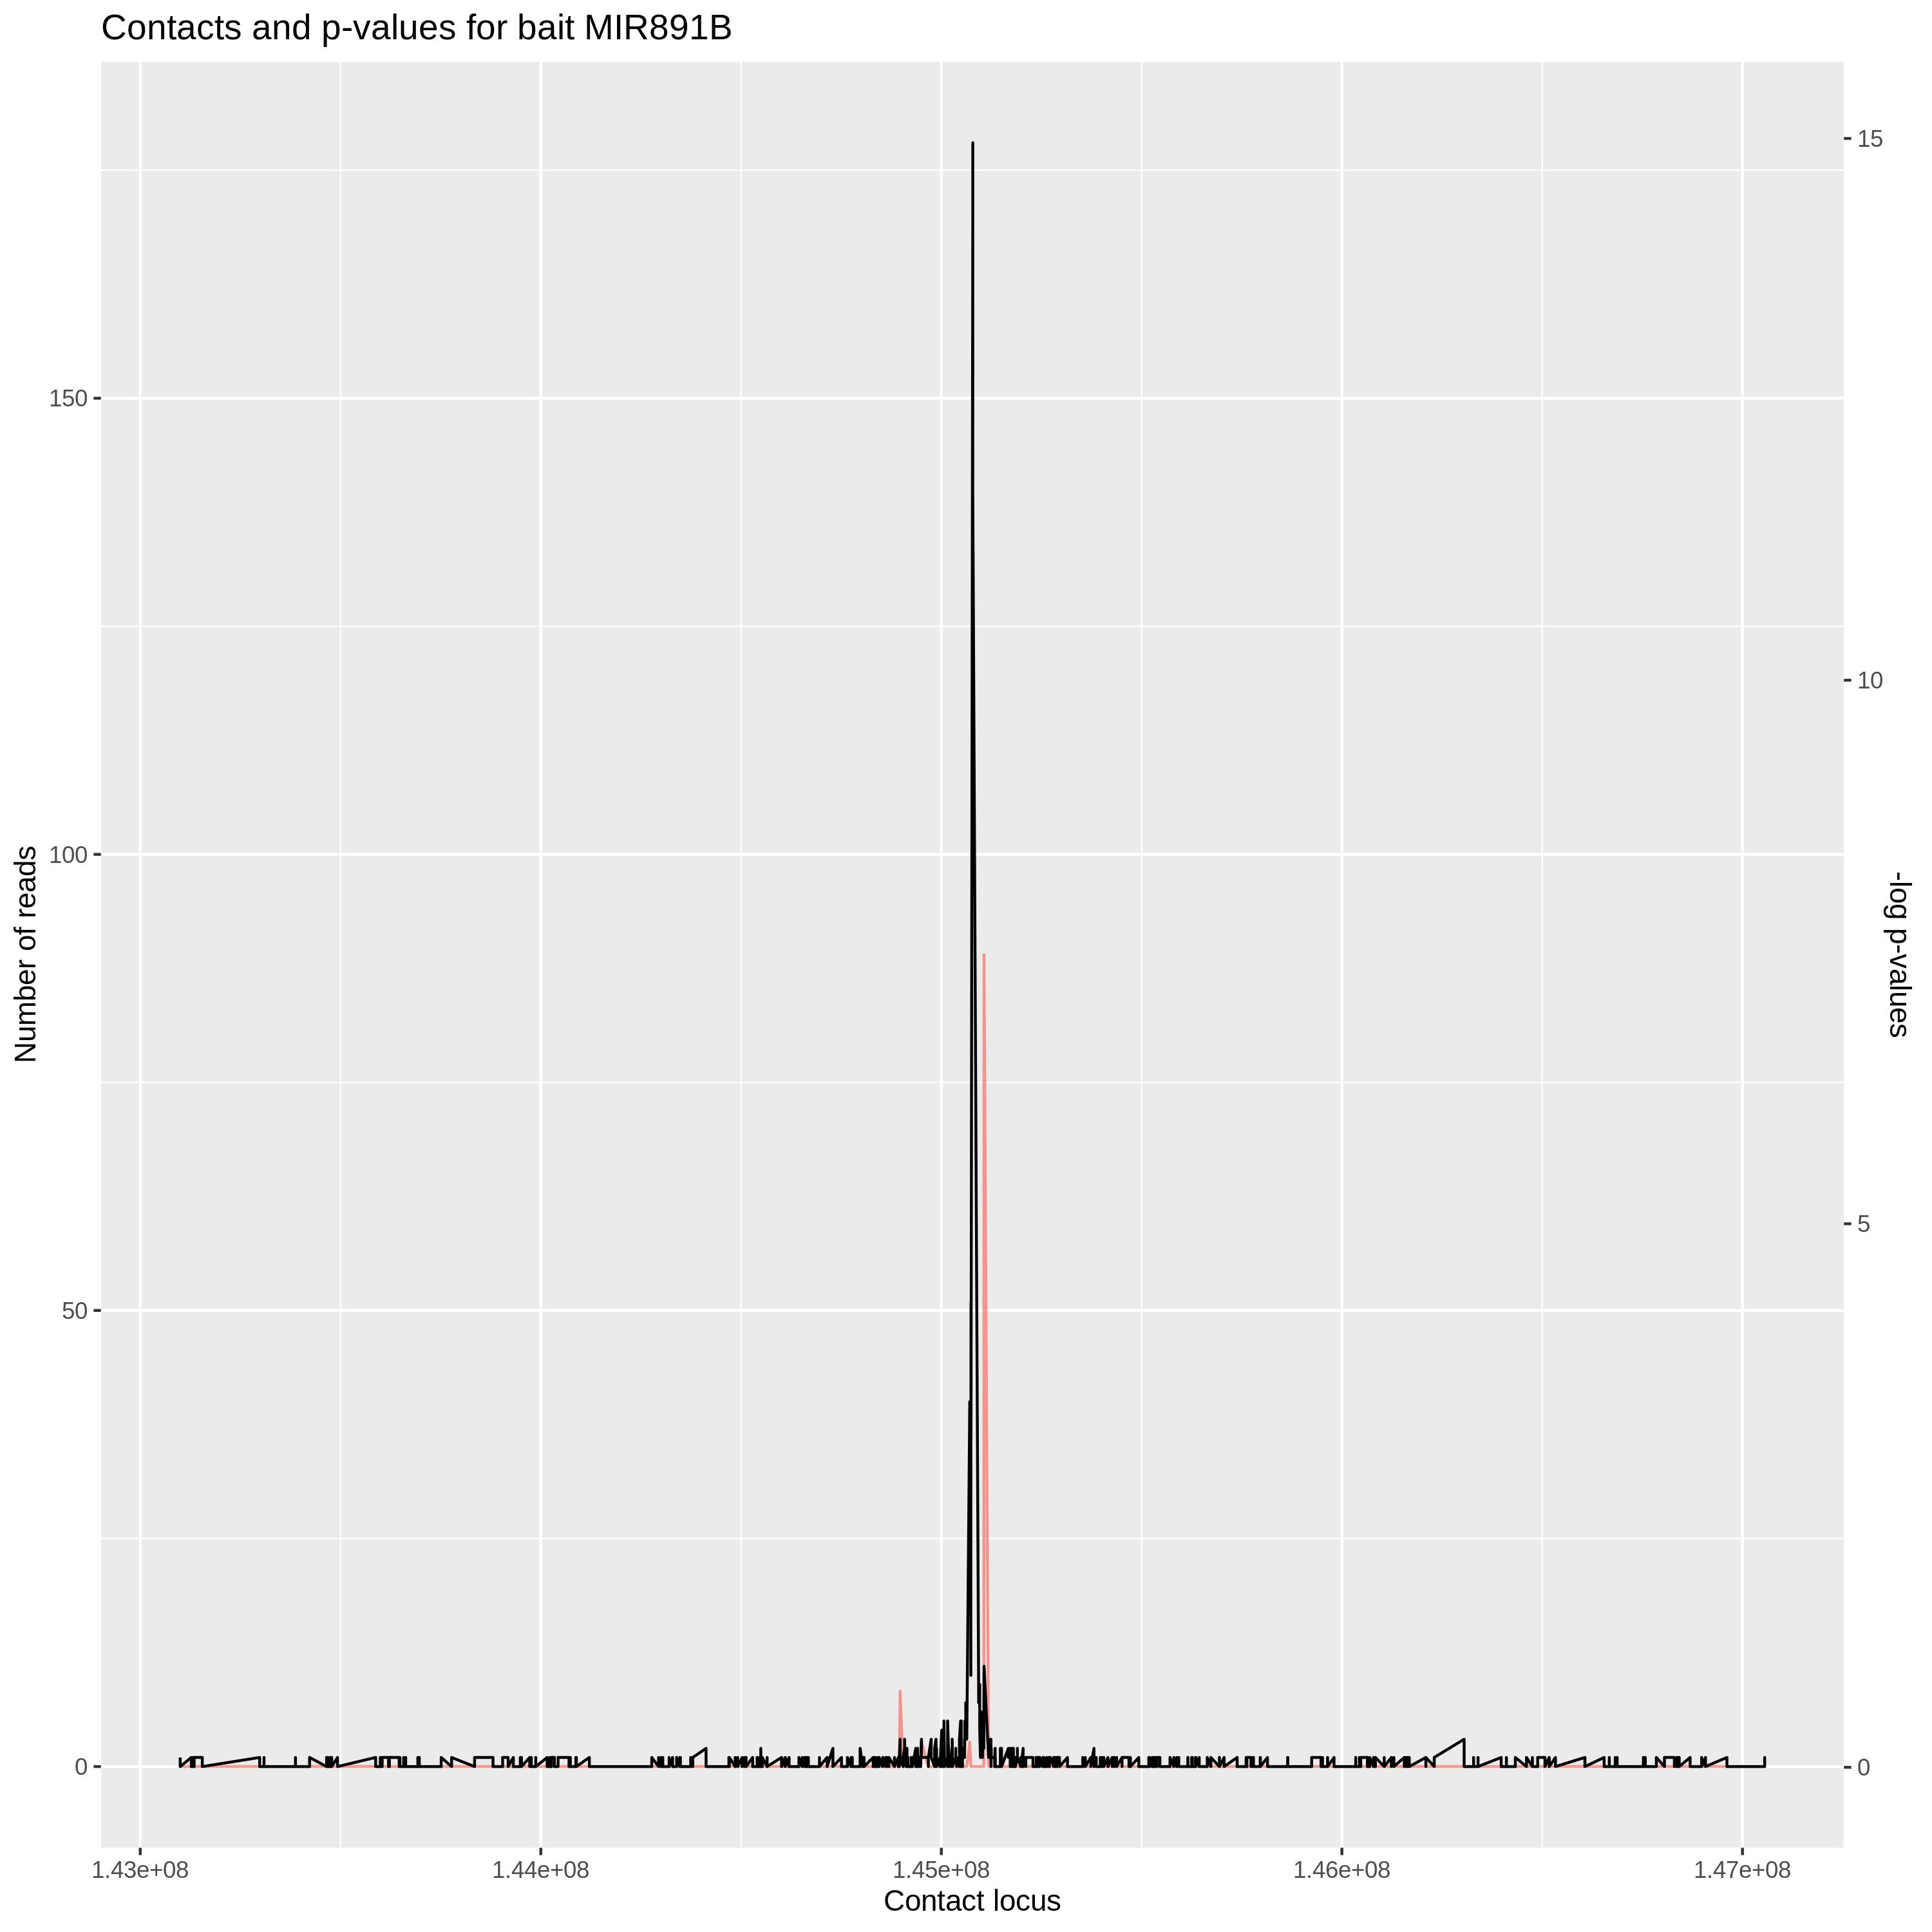 Contacts and p-values for bait MIR891B
Number of reads
150
100
50
0
15
10
5
0
-log p-values
1.43e+08
1.44e+08
1.45e+08
1.46e+08
1.47e+08
Contact locus